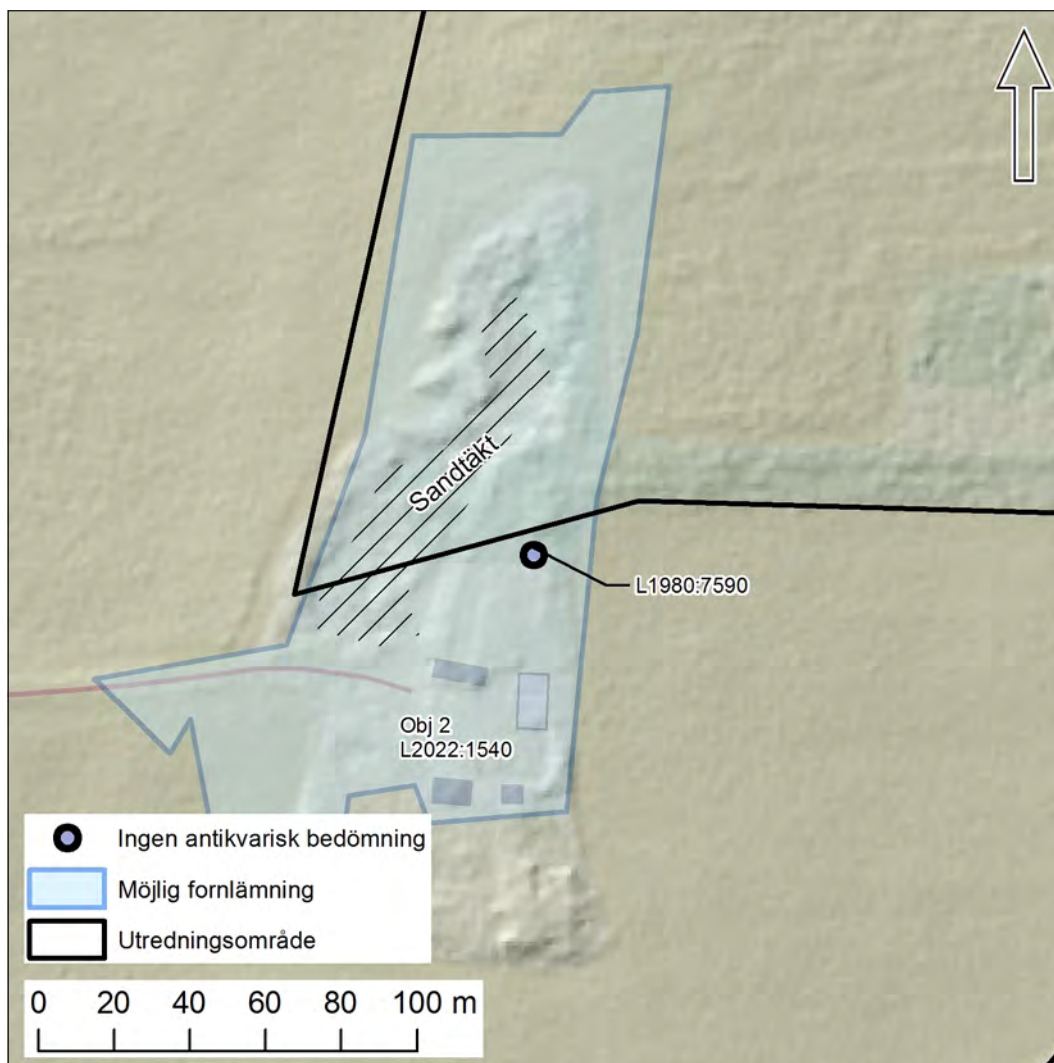 Sandtäkt
L1980:7590
Obj 2
L2022:1540
Ingen antikvarisk bedömning
Möjlig fornlämning
Utredningsområde
0 20 40 60 80 100 m